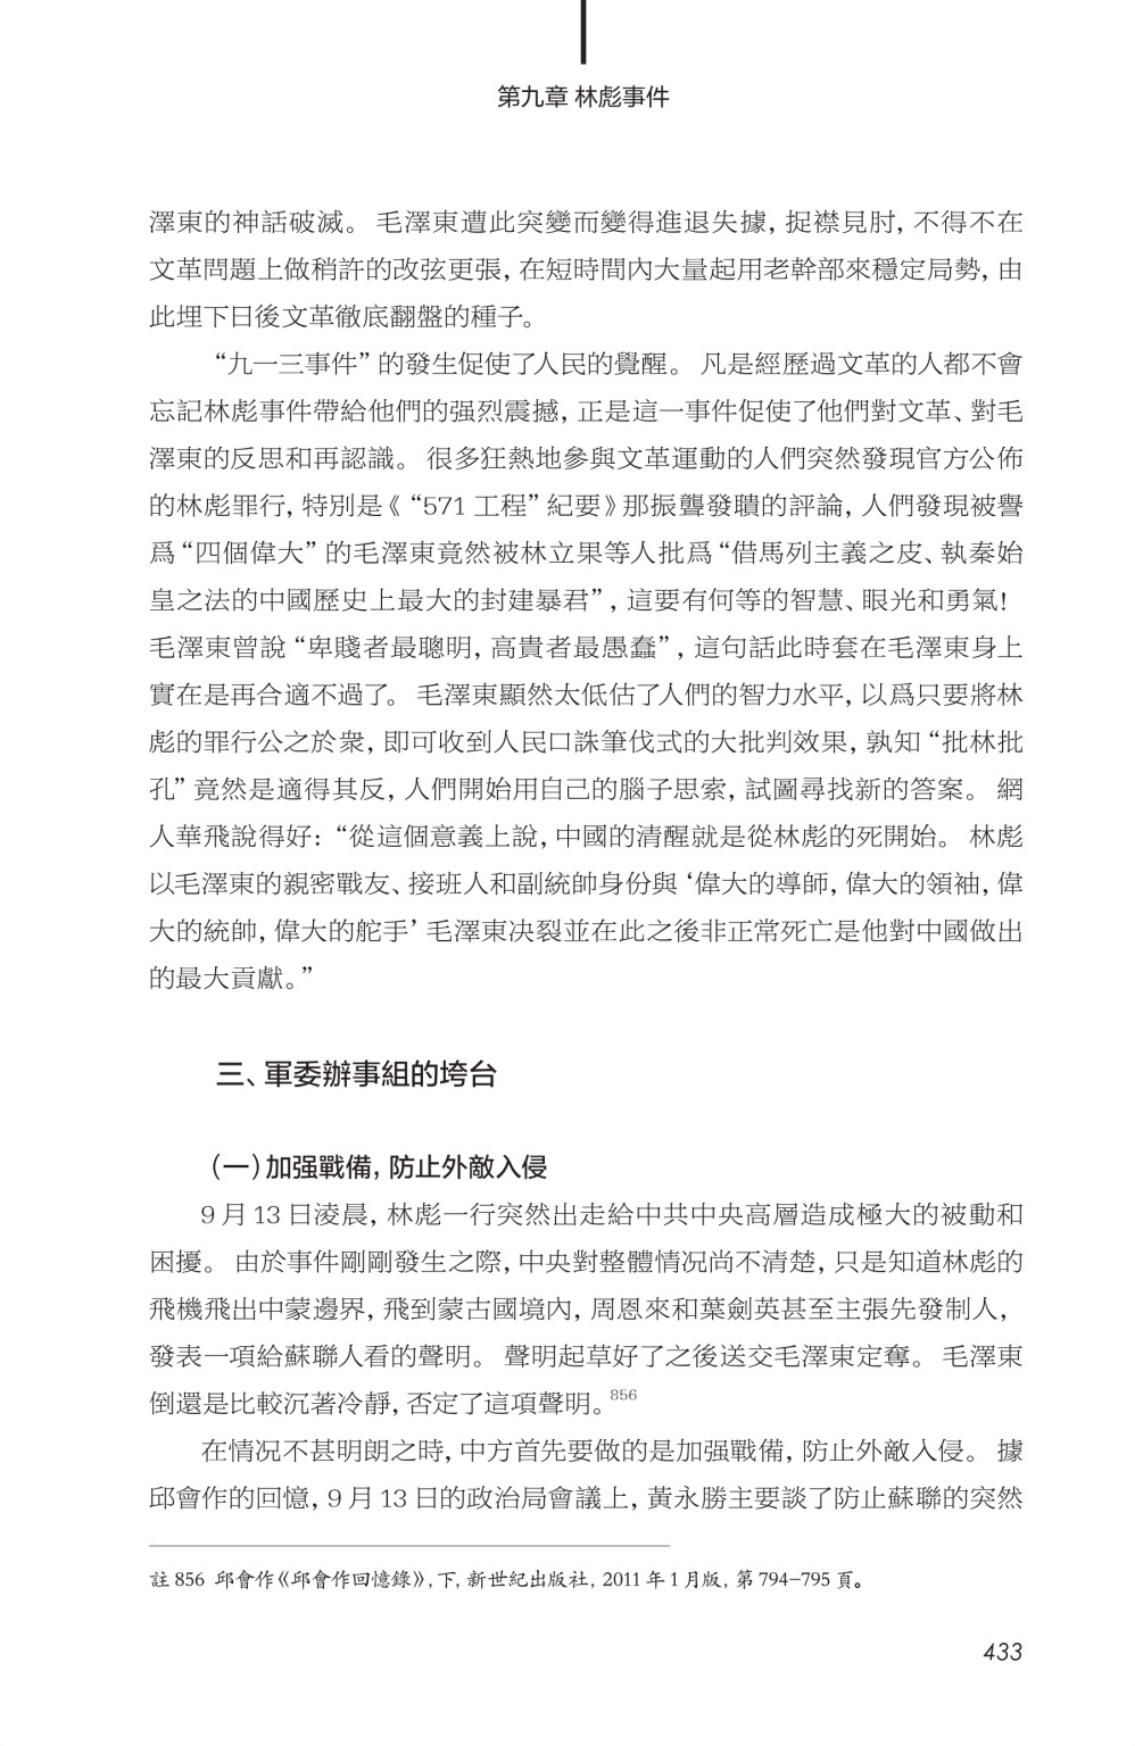 第九章 林彪事件
澤東的神話破滅。 毛澤東遭此突變而變得進退失據, 捉襟見肘, 不得不在
文革問題上做稍許的改弦更張, 在短時間內大量起用老幹部來穩定局勢, 由
此埋下日後文革徹底翻盤的種子。
“九一三事件” 的發生促使了人民的覺醒。 凡是經歷過文革的人都不會
忘記林彪事件帶給他們的强烈震撼, 正是這一事件促使了他們對文革、對毛
澤東的反思和再認識。 很多狂熱地參與文革運動的人們突然發現官方公佈
的林彪罪行, 特別是《 “571 工程” 紀要》那振聾發聵的評論, 人們發現被譽
爲 “四個偉大” 的毛澤東竟然被林立果等人批爲 “借馬列主義之皮、執秦始
皇之法的中國歷史上最大的封建暴君” , 這要有何等的智慧、眼光和勇氣!
毛澤東曾說 “卑賤者最聰明, 高貴者最愚蠢” , 這句話此時套在毛澤東身上
實在是再合適不過了。 毛澤東顯然太低估了人們的智力水平, 以爲只要將林
彪的罪行公之於衆, 即可收到人民口誅筆伐式的大批判效果, 孰知 “批林批
孔” 竟然是適得其反, 人們開始用自己的腦子思索, 試圖尋找新的答案。 網
人華飛說得好: “從這個意義上說, 中國的清醒就是從林彪的死開始。 林彪
以毛澤東的親密戰友、接班人和副統帥身份與 ‘偉大的導師, 偉大的領袖, 偉
大的統帥, 偉大的舵手’ 毛澤東決裂並在此之後非正常死亡是他對中國做出
的最大貢獻。”
三、軍委辦事組的垮台
(一) 加强戰備, 防止外敵入侵
9 月 13 日淩晨, 林彪一行突然出走給中共中央高層造成極大的被動和
困擾。 由於事件剛剛發生之際, 中央對整體情況尚不清楚, 只是知道林彪的
飛機飛出中蒙邊界, 飛到蒙古國境內, 周恩來和葉劍英甚至主張先發制人,
發表一項給蘇聯人看的聲明。 聲明起草好了之後送交毛澤東定奪。 毛澤東
倒還是比較沉著冷靜, 否定了這項聲明。856
在情況不甚明朗之時, 中方首先要做的是加强戰備, 防止外敵入侵。 據
邱會作的回憶, 9 月 13 日的政治局會議上, 黃永勝主要談了防止蘇聯的突然
註 856 邱會作《邱會作回憶錄》, 下, 新世紀出版社, 2011 年 1 月版, 第 794–795 頁。
433